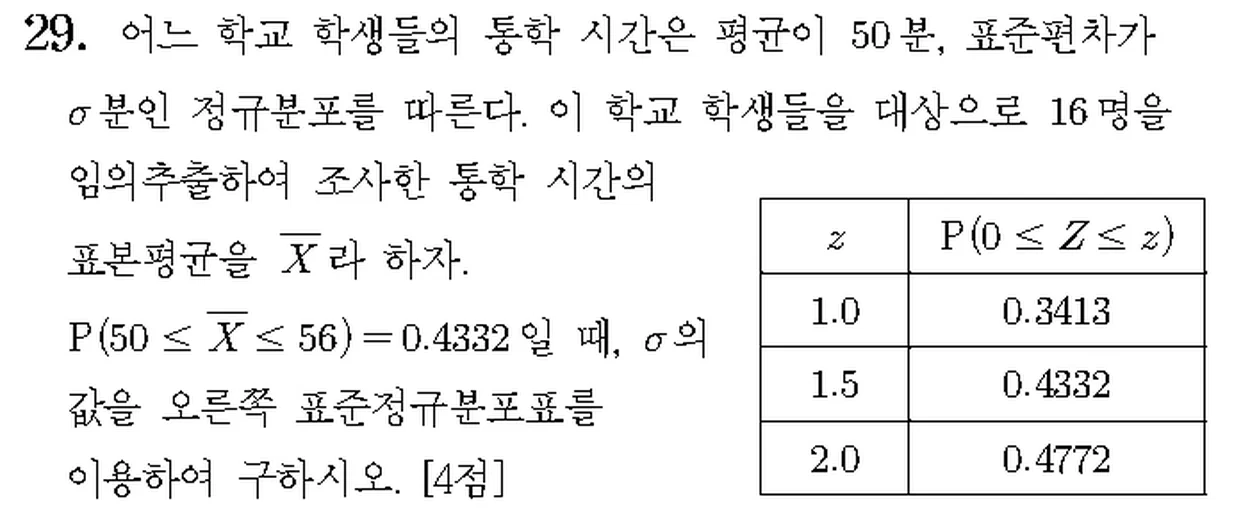 29. 어느 학교 학생들의 통학 시간은 평균이 50분, 표준편차가
σ분인 정규분포를 따른다. 이 학교 학생들을 대상으로 16명을
임의추출하여 조사한 통학 시간의
표본평균을 X̅라 하자.
P(50 ≤ X̅ ≤ 56) = 0.4332일 때, σ의
값을 오른쪽 표준정규분포표를
이용하여 구하시오. [4점]
z P(0 ≤ Z ≤ z)
1.0 0.3413
1.5 0.4332
2.0 0.4772